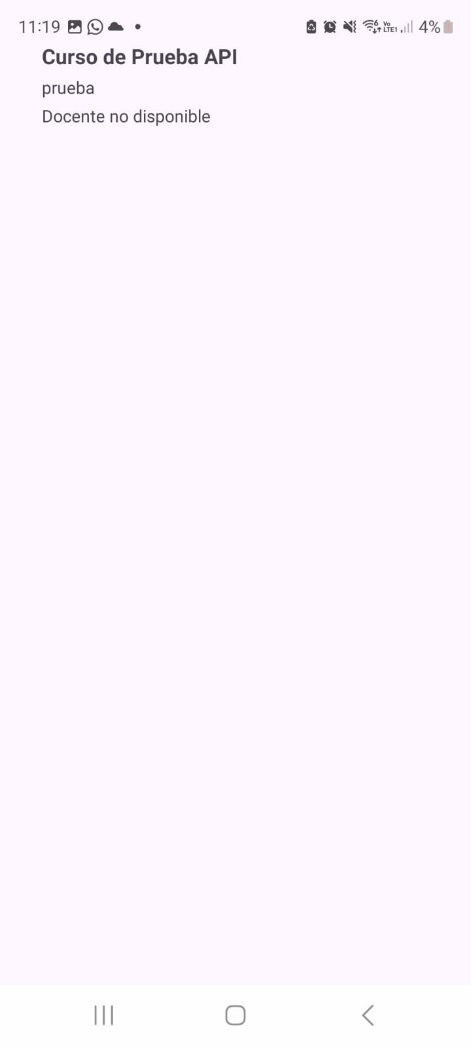 11:19
4%
Curso de Prueba API
prueba
Docente no disponible